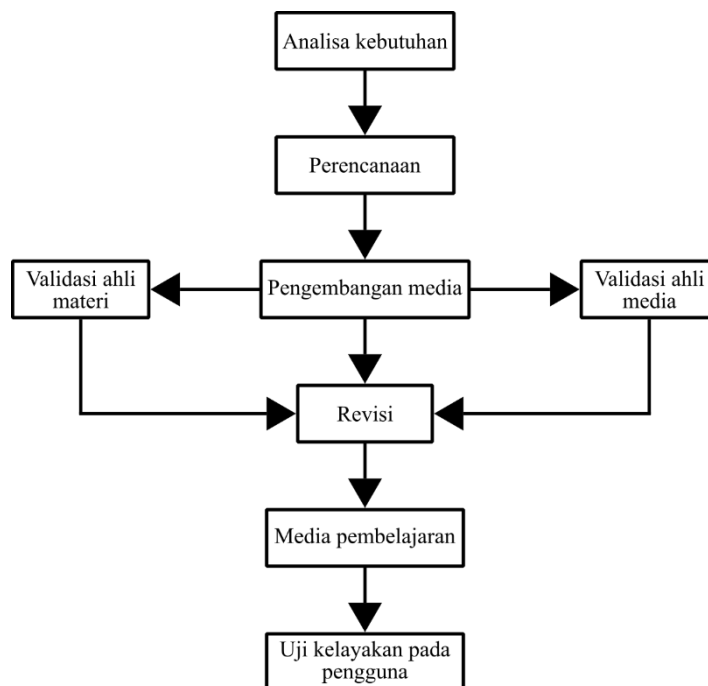 Analisa kebutuhan
Perencanaan
Validasi ahli
materi
Pengembangan media
Validasi ahli
media
Revisi
Media pembelajaran
Uji kelayakan pada
pengguna